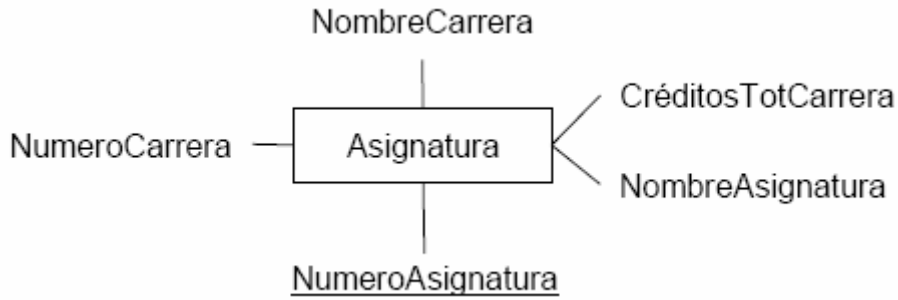 NombreCarrera
CréditosTotCarrera
NumeroCarrera
Asignatura
NombreAsignatura
NumeroAsignatura